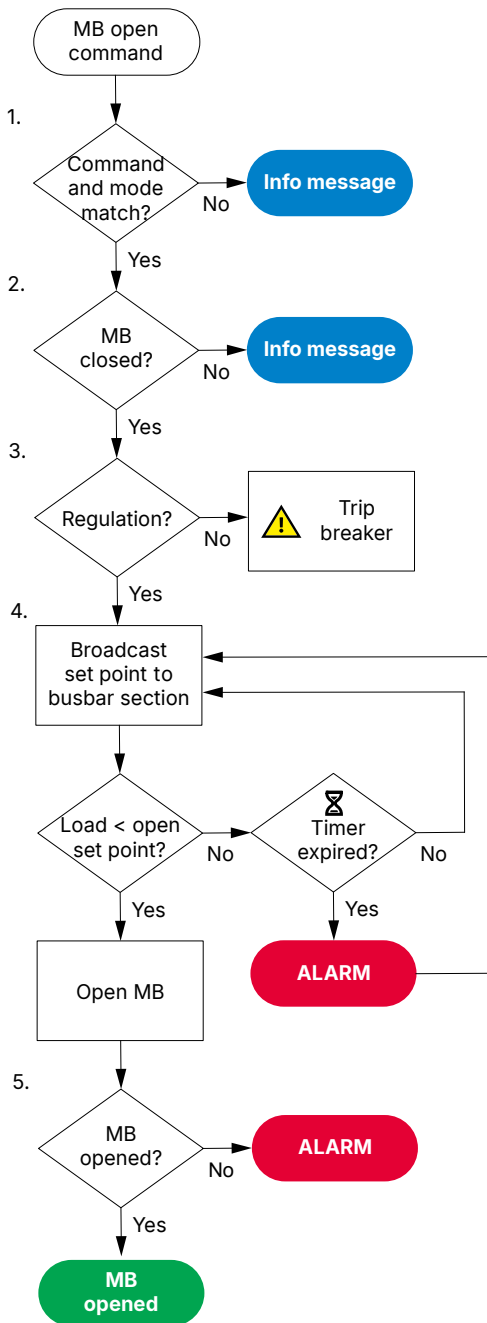 MB open
command
1.
Command
and mode
match?
No
Info message
Yes
2.
MB
closed?
No
Info message
Yes
3.
Regulation?
No
Trip
breaker
Yes
4.
Broadcast
set point to
busbar section
Load < open
set point?
No
Timer
expired?
No
Yes
Yes
ALARM
Open MB
5.
MB
opened?
No
ALARM
Yes
MB
opened